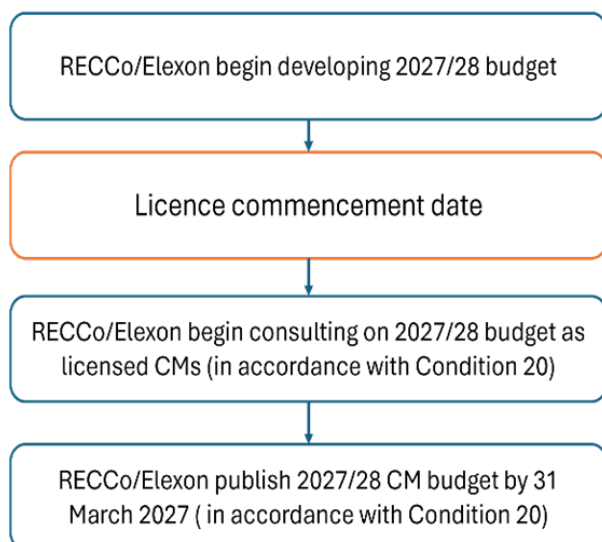 RECCo/Elexon begin developing 2027/28 budget
Licence commencement date
RECCo/Elexon begin consulting on 2027/28 budget as
licensed CMs (in accordance with Condition 20)
RECCo/Elexon publish 2027/28 CM budget by 31
March 2027 ( in accordance with Condition 20)